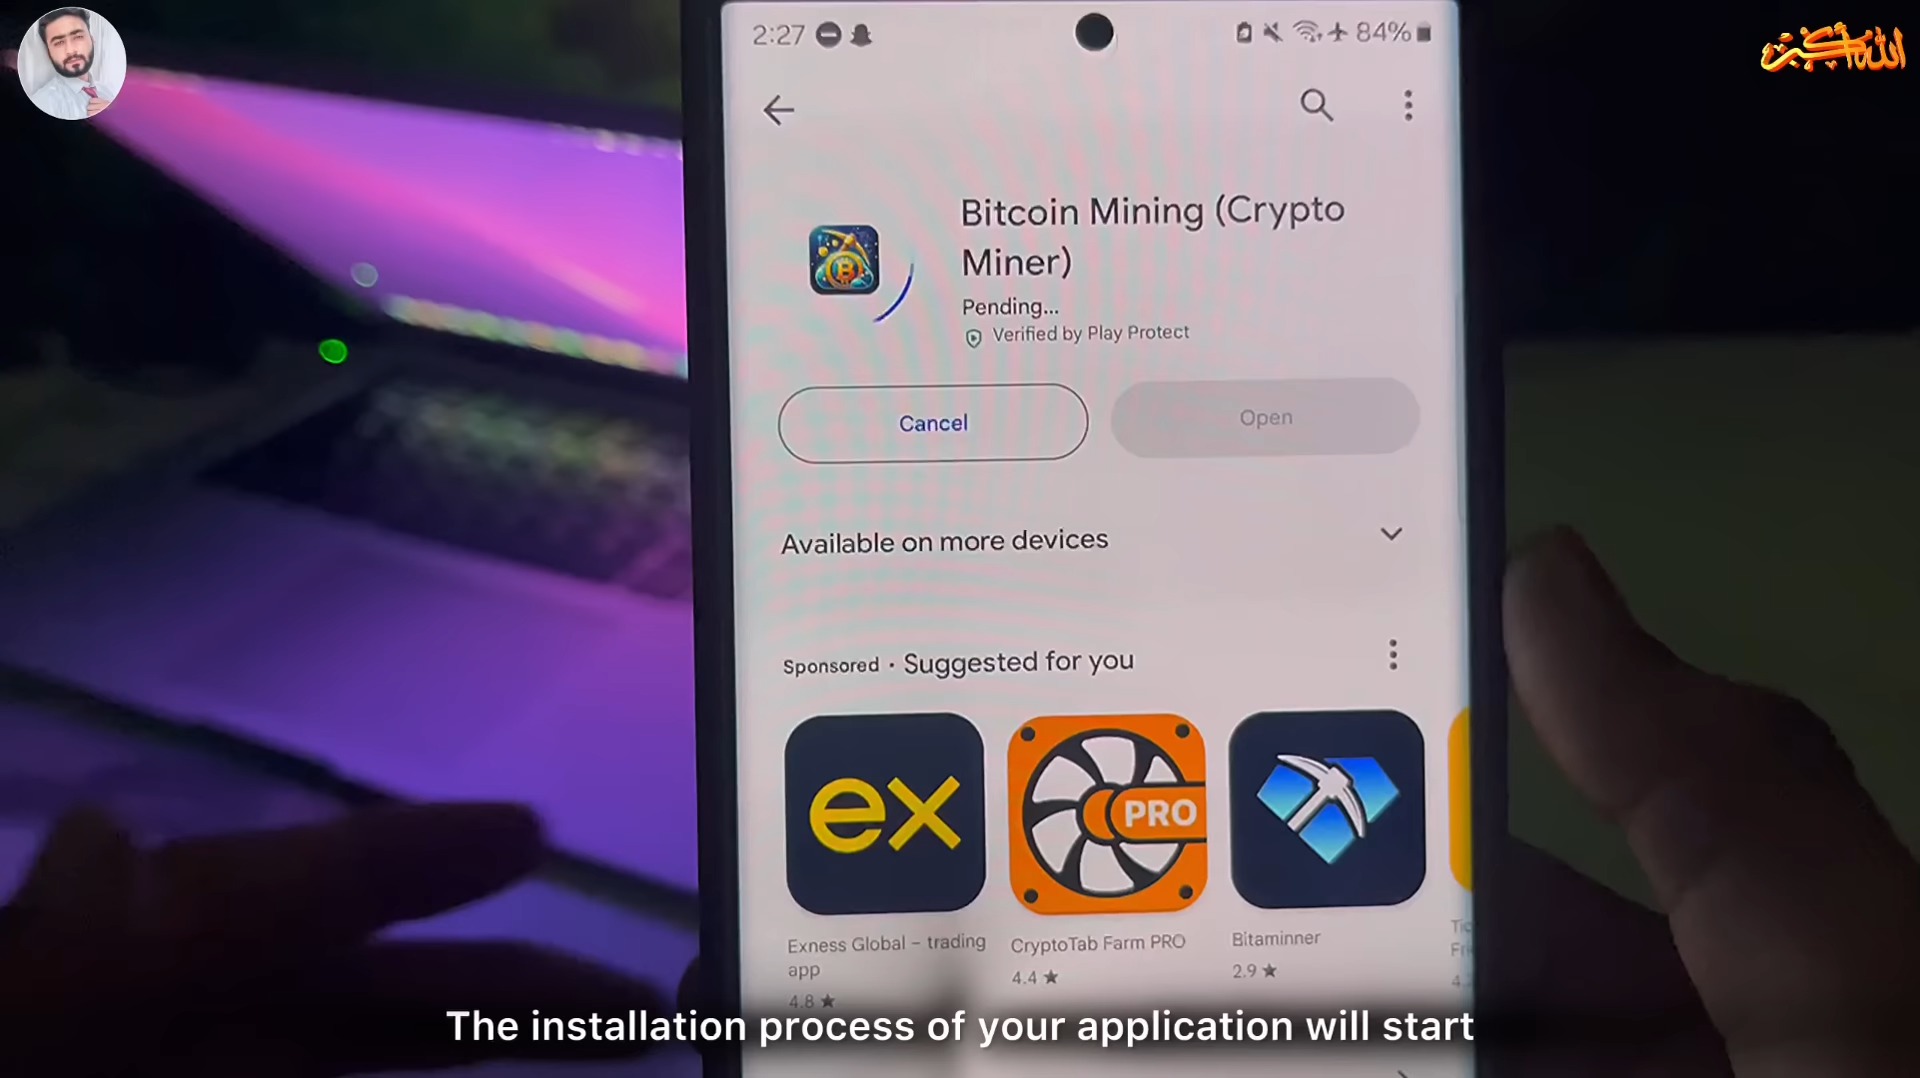 2:27
84%
الله أكبر
Bitcoin Mining (Crypto
Miner)
Pending...
Verified by Play Protect
Cancel
Open
Available on more devices
Sponsored · Suggested for you
ex
PRO
Exness Global – trading
app
4.8 ★
CryptoTab Farm PRO
4.4 ★
Bitaminner
2.9 ★
The installation process of your application will start